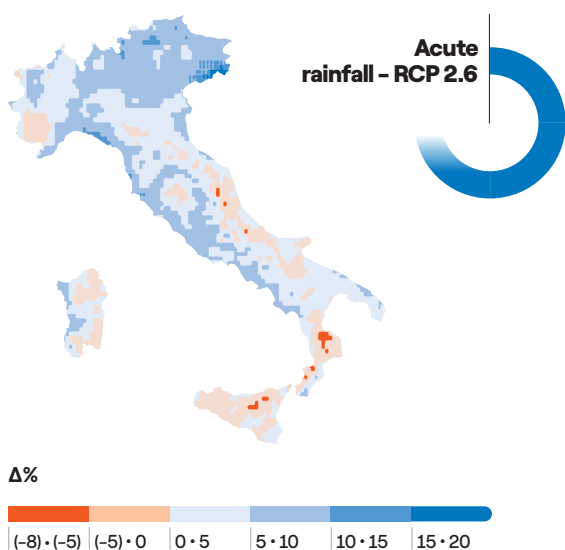 Acute
rainfall – RCP 2.6
Δ%
(-8) • (-5) (-5) • 0 0 • 5 5 • 10 10 • 15 15 • 20